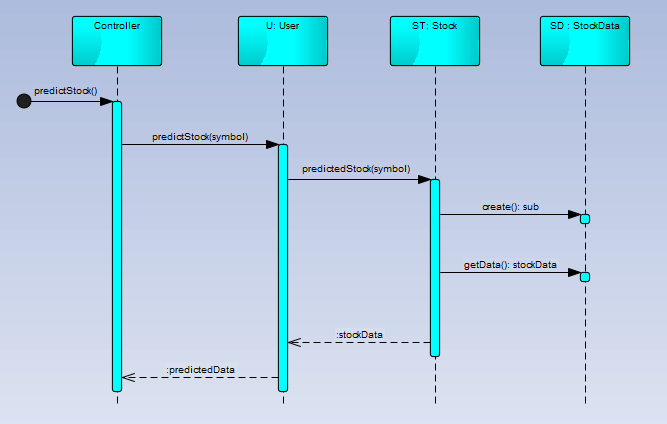 Controller
U: User
ST: Stock
SD : StockData
predictStock()
predictStock(symbol)
predictedStock(symbol)
create(): sub
getData(): stockData
:stockData
:predictedData